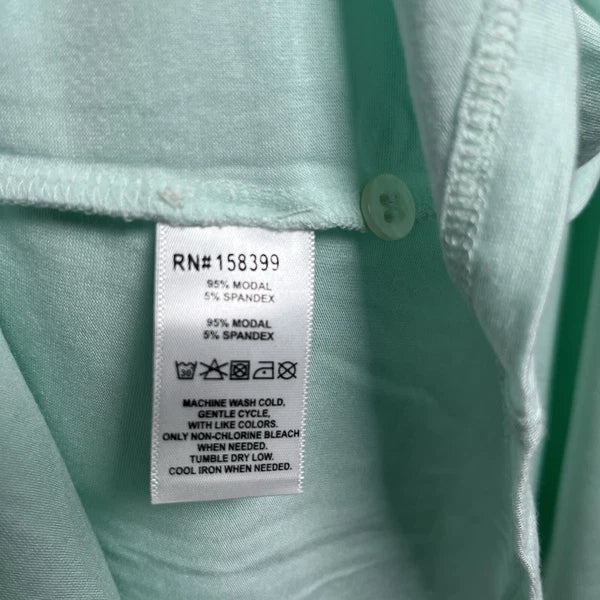 RN#158399
95% MODAL
5% SPANDEX
95% MODAL
5% SPANDEX
30
MACHINE WASH COLD,
GENTLE CYCLE,
WITH LIKE COLORS.
ONLY NON-CHLORINE BLEACH
WHEN NEEDED.
TUMBLE DRY LOW.
COOL IRON WHEN NEEDED.